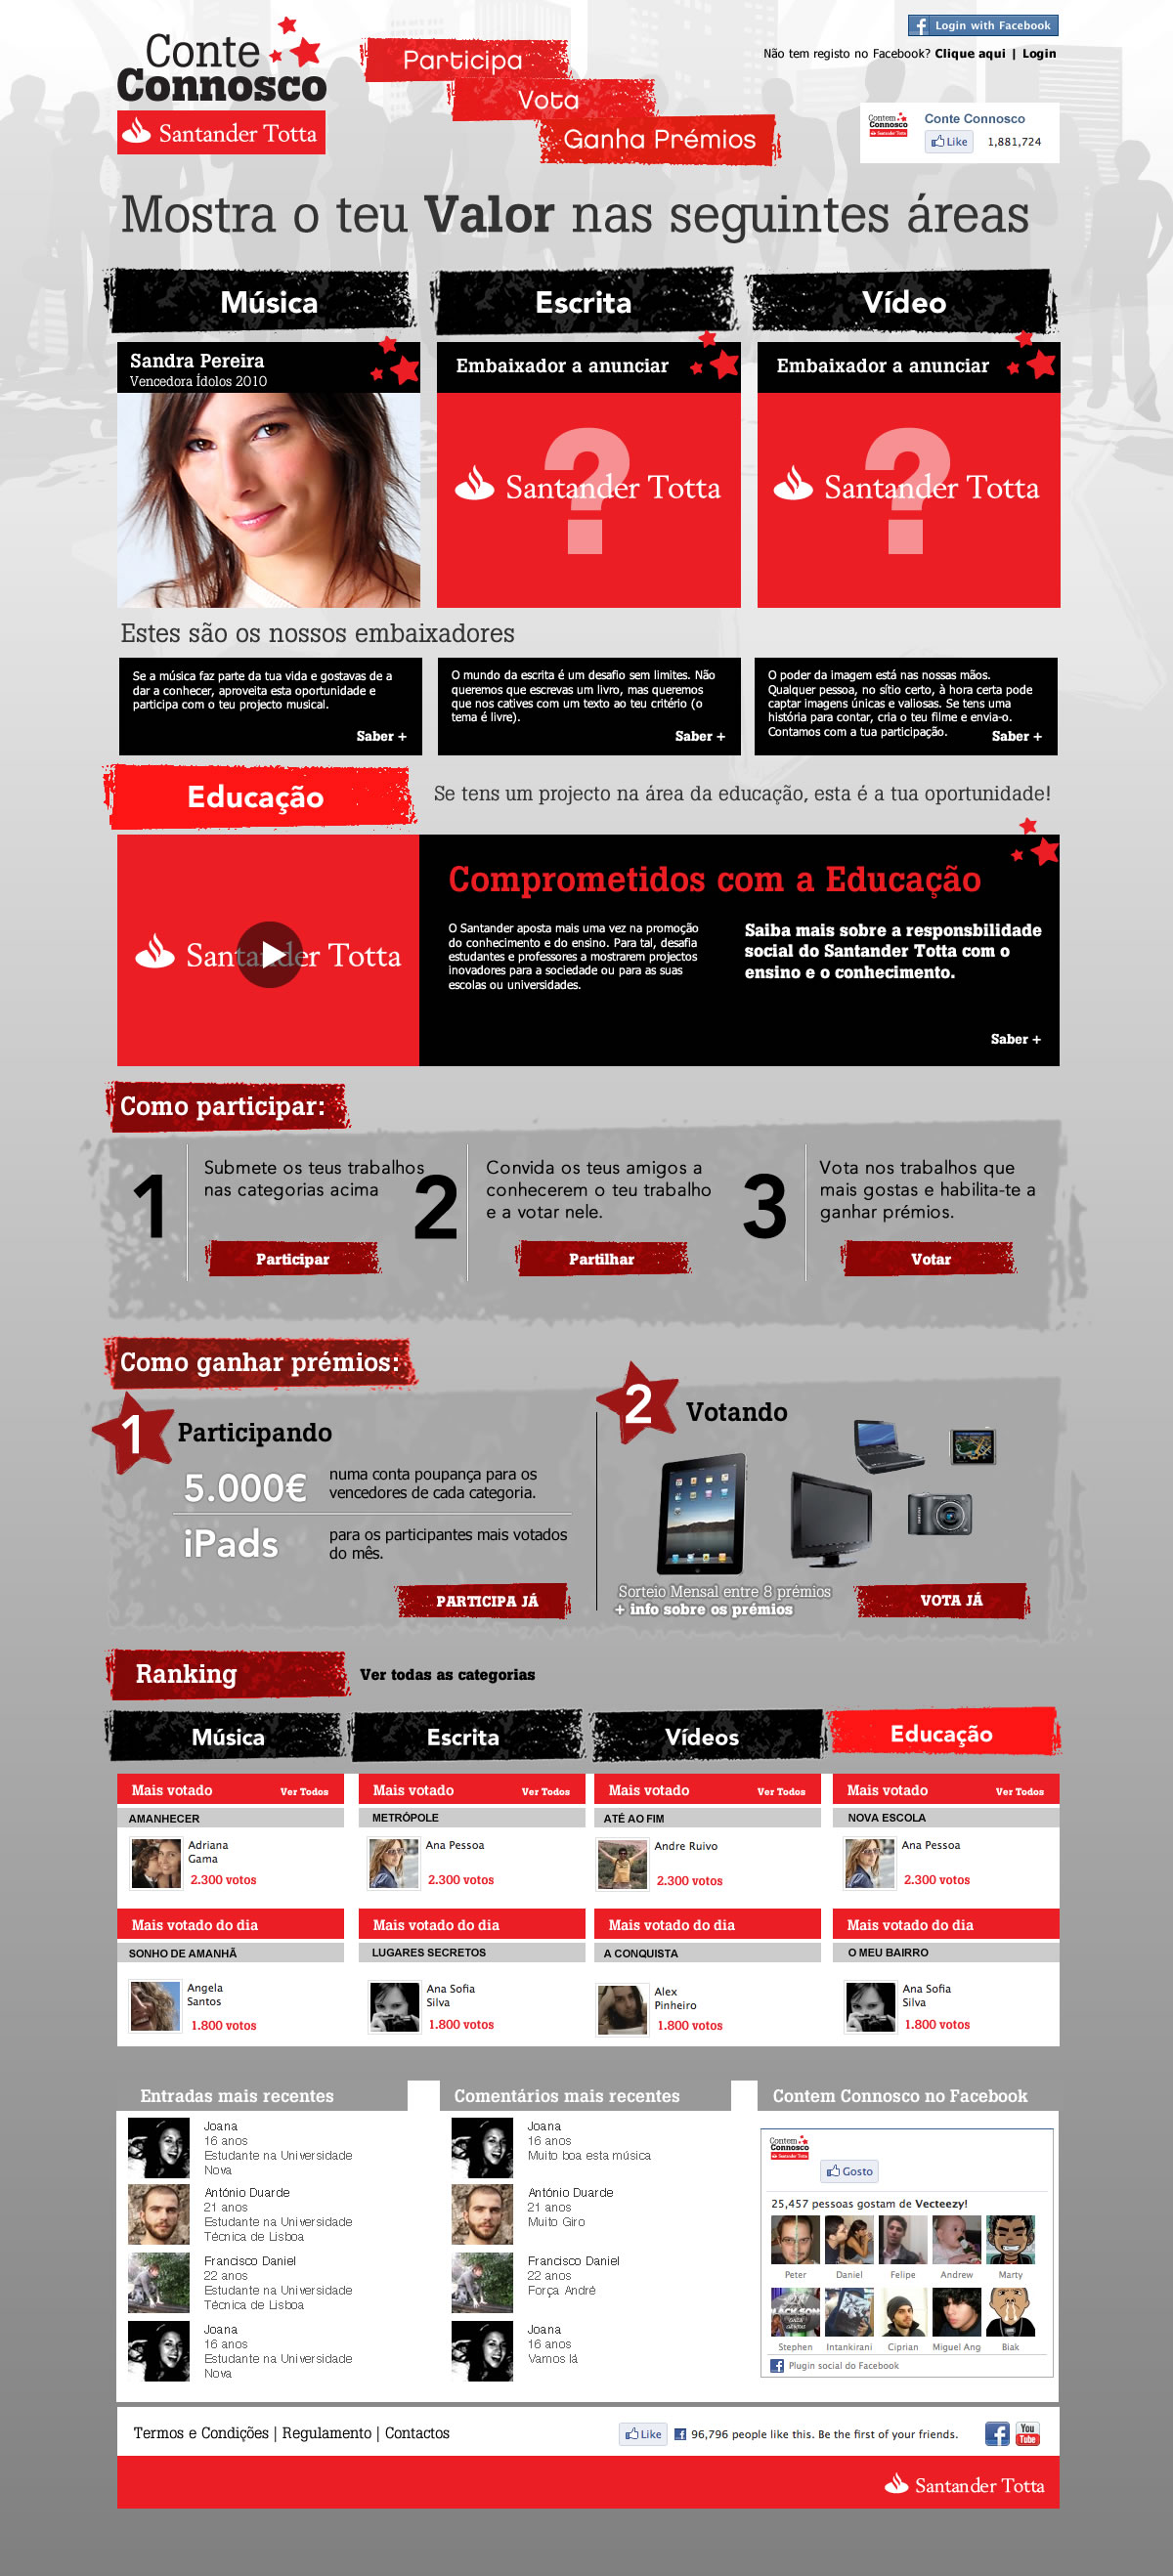 Conte
Connosco
Santander Totta
Participa
Vota
Ganha Prémios
Login with Facebook
Não tem registo no Facebook? Clique aqui | Login
Contem
Connosco
Santander Totta
Conte Connosco
Like
1,881,724
Mostra o teu Valor nas seguintes áreas
Música
Escrita
Vídeo
Sandra Pereira
Vencedora Ídolos 2010
Embaixador a anunciar
Embaixador a anunciar
?
Santander Totta
?
Santander Totta
Estes são os nossos embaixadores
Se a música faz parte da tua vida e gostavas de a
dar a conhecer, aproveita esta oportunidade e
participa com o teu projecto musical.
Saber +
O mundo da escrita é um desafio sem limites. Não
queremos que escrevas um livro, mas queremos
que nos catives com um texto ao teu critério (o
tema é livre).
Saber +
O poder da imagem está nas nossas mãos.
Qualquer pessoa, no sítio certo, à hora certa pode
captar imagens únicas e valiosas. Se tens uma
história para contar, cria o teu filme e envia-o.
Contamos com a tua participação.
Saber +
Educação
Se tens um projecto na área da educação, esta é a tua oportunidade!
Santander Totta
Comprometidos com a Educação
O Santander aposta mais uma vez na promoção
do conhecimento e do ensino. Para tal, desafia
estudantes e professores a mostrarem projectos
inovadores para a sociedade ou para as suas
escolas ou universidades.
Saiba mais sobre a responsbilidade
social do Santander Totta com o
ensino e o conhecimento.
Saber +
Como participar:
1
Submete os teus trabalhos
nas categorias acima
Participar
2
Convida os teus amigos a
conhecerem o teu trabalho
e a votar nele.
Partilhar
3
Vota nos trabalhos que
mais gostas e habilita-te a
ganhar prémios.
Votar
Como ganhar prémios:
1
Participando
5.000€
numa conta poupança para os
vencedores de cada categoria.
iPads
para os participantes mais votados
do mês.
PARTICIPA JÁ
2
Votando
Sorteio Mensal entre 8 prémios
+ info sobre os prémios
VOTA JÁ
Ranking
Ver todas as categorias
Música
Escrita
Vídeos
Educação
Mais votado
Ver Todos
Mais votado
Ver Todos
Mais votado
Ver Todos
Mais votado
Ver Todos
AMANHECER
METRÓPOLE
ATÉ AO FIM
NOVA ESCOLA
Adriana
Gama
2.300 votos
Ana Pessoa
2.300 votos
Andre Ruivo
2.300 votos
Ana Pessoa
2.300 votos
Mais votado do dia
Mais votado do dia
Mais votado do dia
Mais votado do dia
SONHO DE AMANHÃ
LUGARES SECRETOS
A CONQUISTA
O MEU BAIRRO
Angela
Santos
1.800 votos
Ana Sofia
Silva
1.800 votos
Alex
Pinheiro
1.800 votos
Ana Sofia
Silva
1.800 votos
Entradas mais recentes
Joana
16 anos
Estudante na Universidade
Nova
António Duarde
21 anos
Estudante na Universidade
Técnica de Lisboa
Francisco Daniel
22 anos
Estudante na Universidade
Técnica de Lisboa
Joana
16 anos
Estudante na Universidade
Nova
Comentários mais recentes
Joana
16 anos
Muito boa esta música
António Duarde
21 anos
Muito Giro
Francisco Daniel
22 anos
Força André
Joana
16 anos
Vamos lá
Contem Connosco no Facebook
Contem
Connosco
Santander Totta
Gosto
25,457 pessoas gostam de Vecteezy!
Peter
Daniel
Felipe
Andrew
Marty
Stephen
Intankirani
Ciprian
Miguel Ang
Biak
Plugin social do Facebook
Termos e Condições | Regulamento | Contactos
Like
96,796 people like this. Be the first of your friends.
You
Tube
Santander Totta